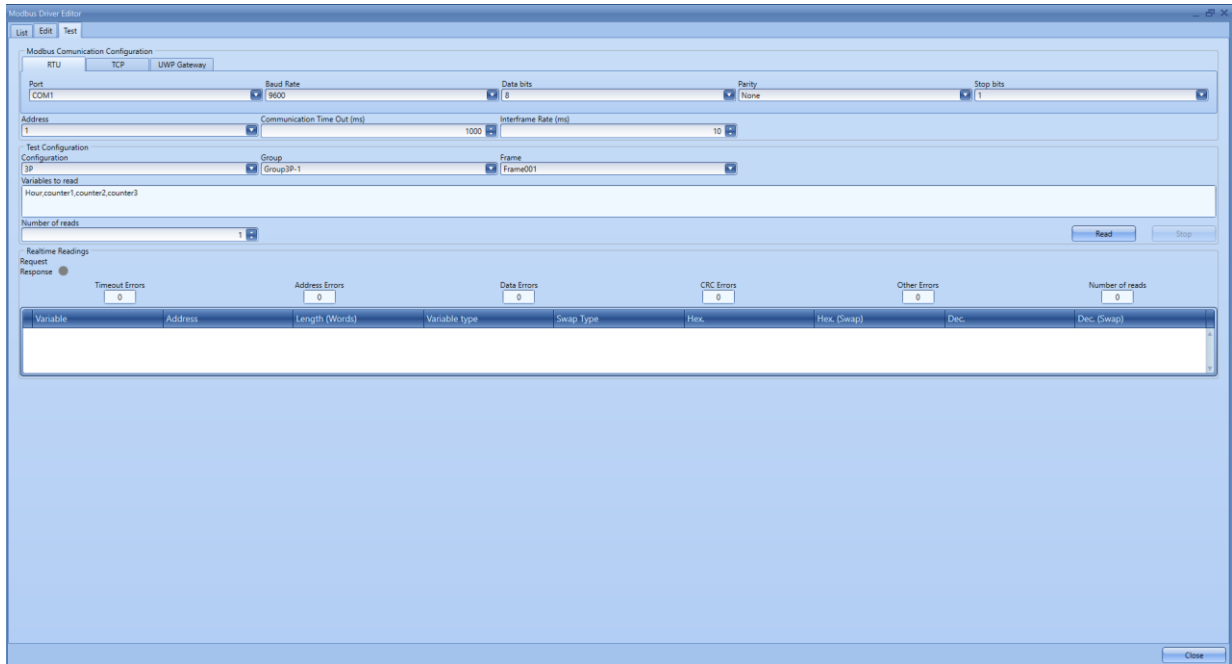 Modbus Driver Editor
List Edit Test
Modbus Comunication Configuration
RTU TCP UWP Gateway
Port Baud Rate Data bits Parity Stop bits
COM1 9600 8 None 1
Address Communication Time Out (ms) Interframe Rate (ms)
1 1000 10
Test Configuration
Configuration Group Frame
3P Group3P-1 Frame001
Variables to read
Hour,counter1,counter2,counter3
Number of reads
1 Read Stop
Realtime Readings
Request
Response
Timeout Errors Address Errors Data Errors CRC Errors Other Errors Number of reads
0 0 0 0 0 0
Variable Address Length (Words) Variable type Swap Type Hex. Hex. (Swap) Dec. Dec. (Swap)
Close